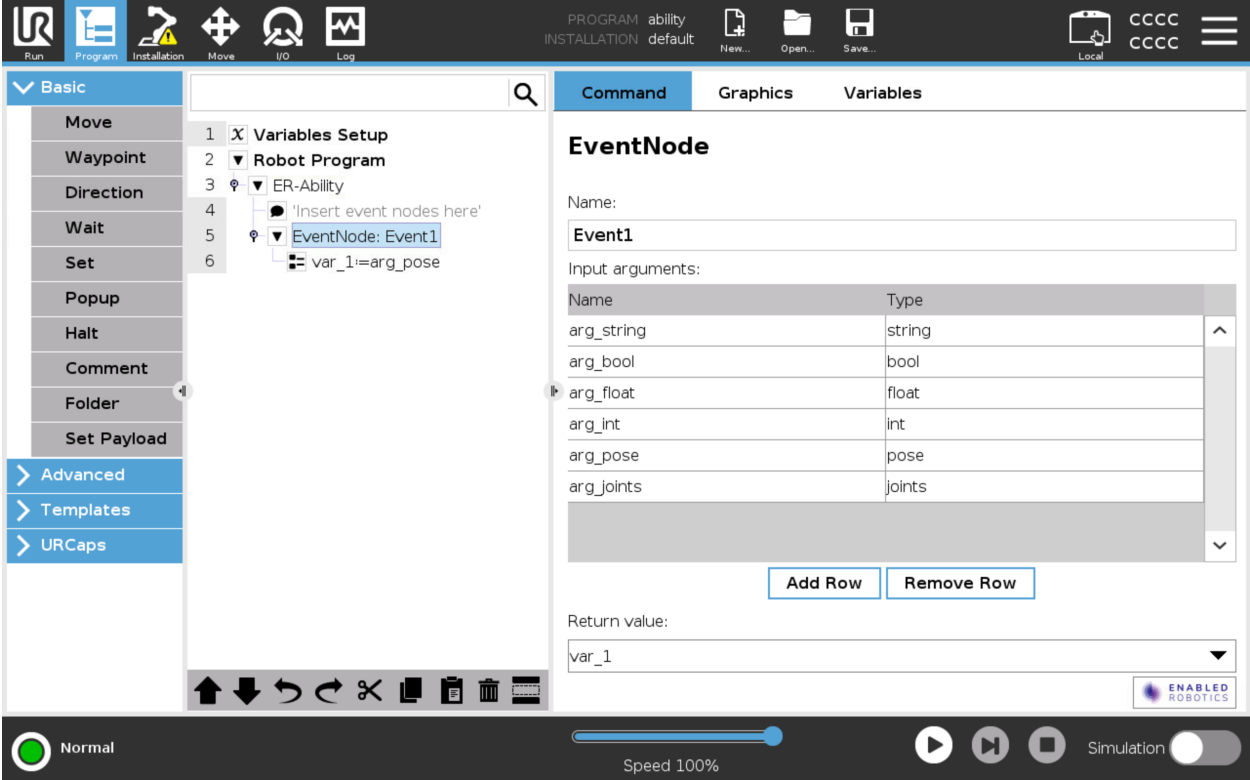 PROGRAM ability
INSTALLATION default
UR
Run
Program
Installation
Move
I/O
Log
New...
Open...
Save...
Local
CCCC
CCCC
Basic
Move
Waypoint
Direction
Wait
Set
Popup
Halt
Comment
Folder
Set Payload
Advanced
Templates
URCaps
1 X Variables Setup
2 Robot Program
3 ER-Ability
4 'Insert event nodes here'
5 EventNode: Event1
6 var_1:=arg_pose
Command Graphics Variables
EventNode
Name:
Event1
Input arguments:
Name Type
arg_string string
arg_bool bool
arg_float float
arg_int int
arg_pose pose
arg_joints joints
Add Row Remove Row
Return value:
var_1
ENABLED
ROBOTICS
Normal
Speed 100%
Simulation